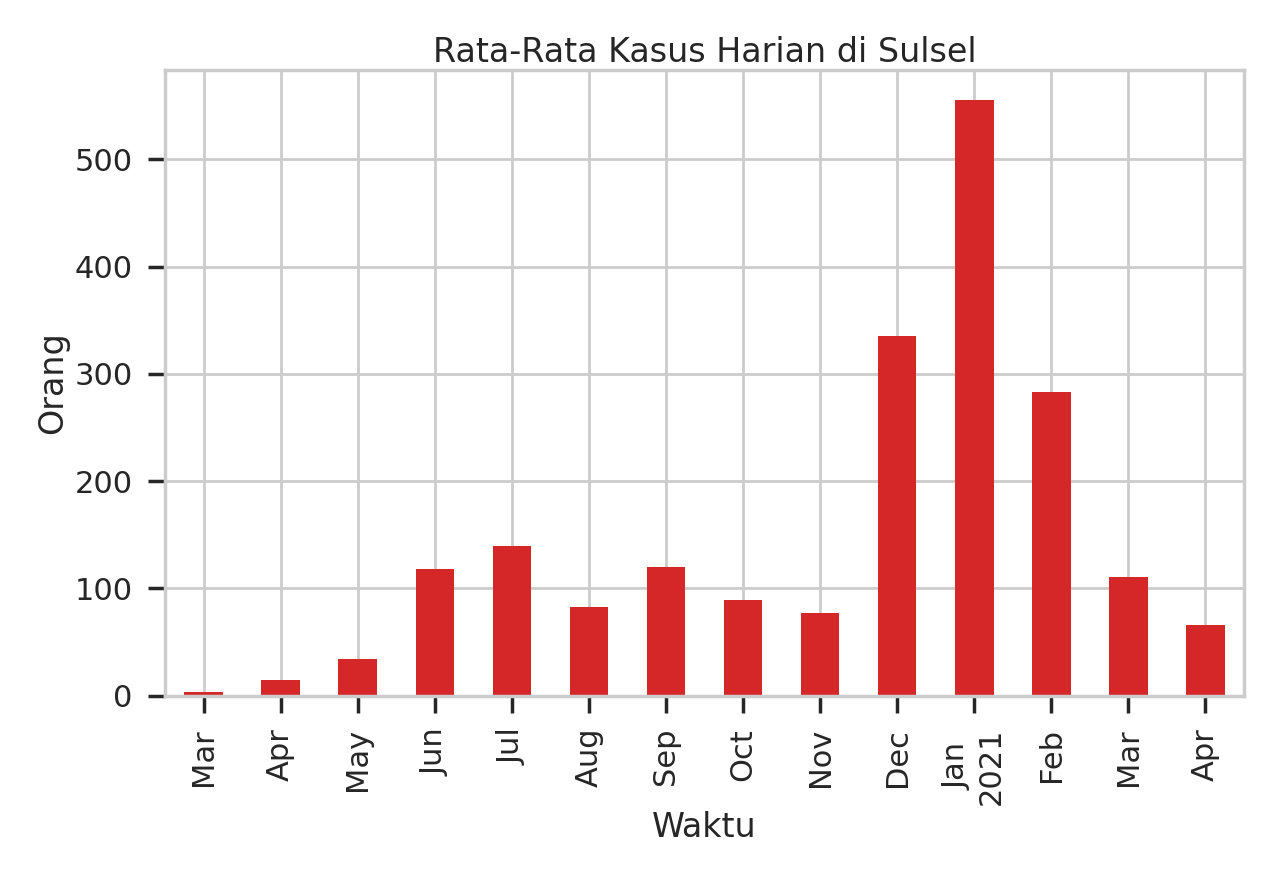 Rata-Rata Kasus Harian di Sulsel
Orang
500
400
300
200
100
0
Mar
Apr
May
Jun
Jul
Aug
Sep
Oct
Nov
Dec
Jan
2021
Feb
Mar
Apr
Waktu